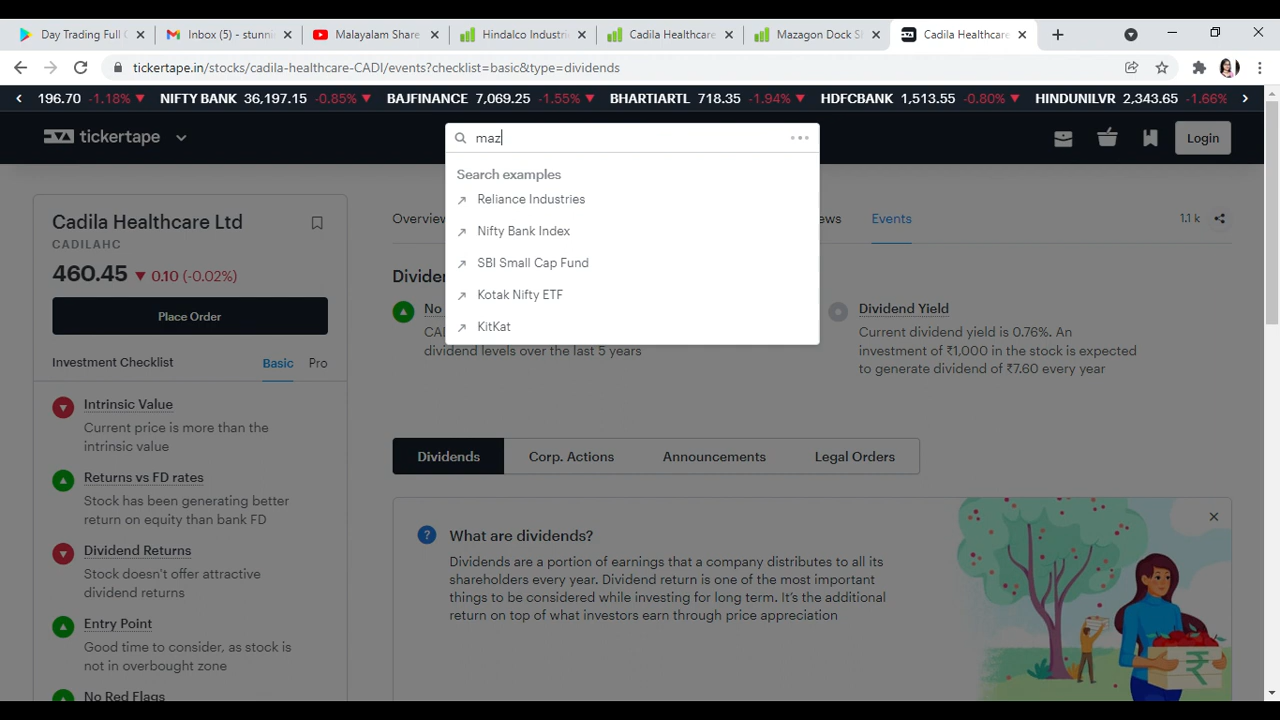 Day Trading Full
Inbox (5) - stunni
Malayalam Share
Hindalco Industri
Cadila Healthcare
Mazagon Dock Sh
Cadila Healthcare
tickertape.in/stocks/cadila-healthcare-CADI/events?checklist=basic&type=dividends
196.70 -1.18% NIFTY BANK 36,197.15 -0.85% BAJFINANCE 7,069.25 -1.55% BHARTIARTL 718.35 -1.94% HDFCBANK 1,513.55 -0.80% HINDUNILVR 2,343.65 -1.66%
tickertape
maz
Login
Search examples
Reliance Industries
Nifty Bank Index
SBI Small Cap Fund
Kotak Nifty ETF
KitKat
Cadila Healthcare Ltd
CADILAHC
460.45 0.10 (-0.02%)
Place Order
Investment Checklist Basic Pro
Intrinsic Value
Current price is more than the
intrinsic value
Returns vs FD rates
Stock has been generating better
return on equity than bank FD
Dividend Returns
Stock doesn't offer attractive
dividend returns
Entry Point
Good time to consider, as stock is
not in overbought zone
No Red Flags
Events
1.1 k
No
dividend levels over the last 5 years
Dividend Yield
Current dividend yield is 0.76%. An
investment of ₹1,000 in the stock is expected
to generate dividend of ₹7.60 every year
Dividends Corp. Actions Announcements Legal Orders
What are dividends?
Dividends are a portion of earnings that a company distributes to all its
shareholders every year. Dividend return is one of the most important
things to be considered while investing for long term. It's the additional
return on top of what investors earn through price appreciation
₹